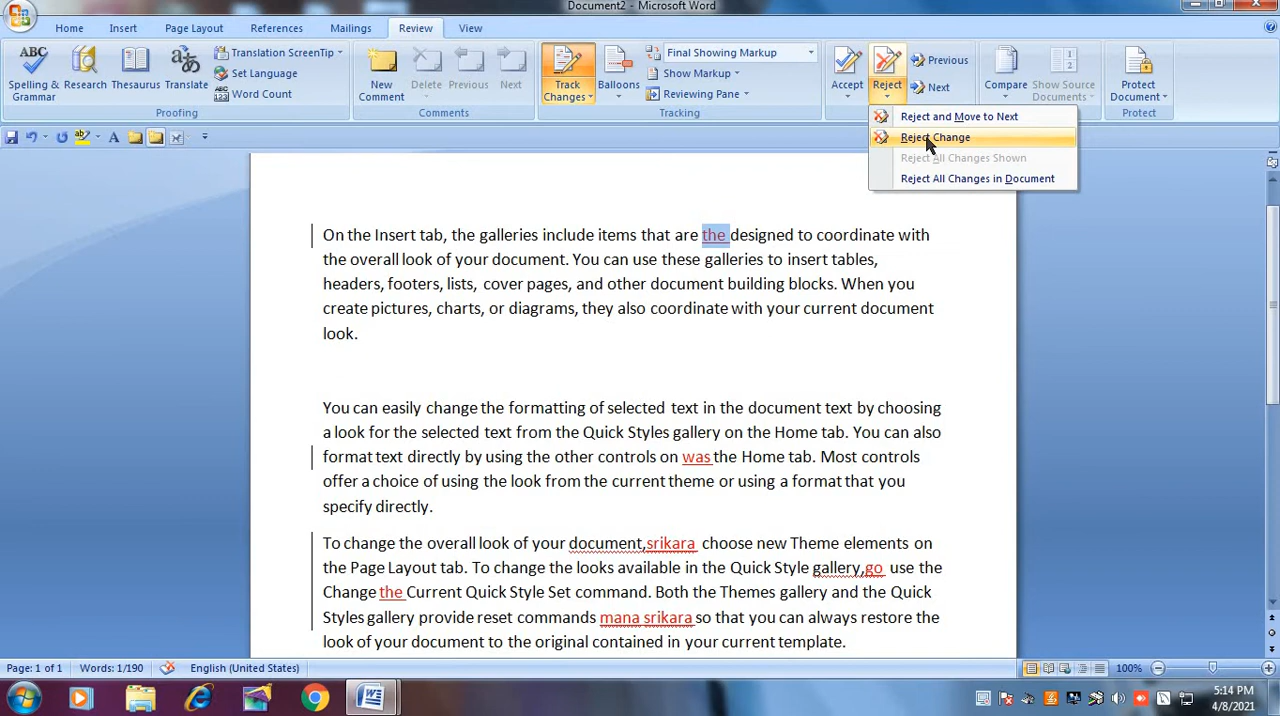 Document2 - Microsoft Word
Home Insert Page Layout References Mailings Review View
ABC Translation ScreenTip Final Showing Markup Previous
Set Language Show Markup
Spelling & Grammar Research Thesaurus Translate ABC 123 Word Count New Comment Delete Previous Next Track Changes Balloons Reviewing Pane Accept Reject Next Compare Show Source Documents Protect Document
Proofing Comments Tracking Compare Protect
Reject and Move to Next
Reject Change
Reject All Changes Shown
Reject All Changes in Document
On the Insert tab, the galleries include items that are the designed to coordinate with
the overall look of your document. You can use these galleries to insert tables,
headers, footers, lists, cover pages, and other document building blocks. When you
create pictures, charts, or diagrams, they also coordinate with your current document
look.
You can easily change the formatting of selected text in the document text by choosing
a look for the selected text from the Quick Styles gallery on the Home tab. You can also
format text directly by using the other controls on was the Home tab. Most controls
offer a choice of using the look from the current theme or using a format that you
specify directly.
To change the overall look of your document,srikara choose new Theme elements on
the Page Layout tab. To change the looks available in the Quick Style gallery,go use the
Change the Current Quick Style Set command. Both the Themes gallery and the Quick
Styles gallery provide reset commands mana srikara so that you can always restore the
look of your document to the original contained in your current template.
Page: 1 of 1 Words: 1/190 English (United States) 100%
5:14 PM
4/8/2021